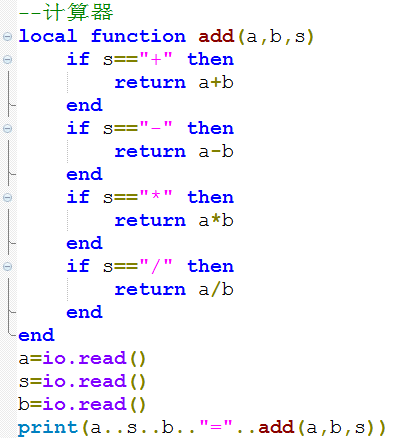 --计算器
local function add(a,b,s)
    if s=="+" then
        return a+b
    end
    if s=="-" then
        return a-b
    end
    if s=="*" then
        return a*b
    end
    if s=="/" then
        return a/b
    end
end
a=io.read()
s=io.read()
b=io.read()
print(a..s..b.."="..add(a,b,s))